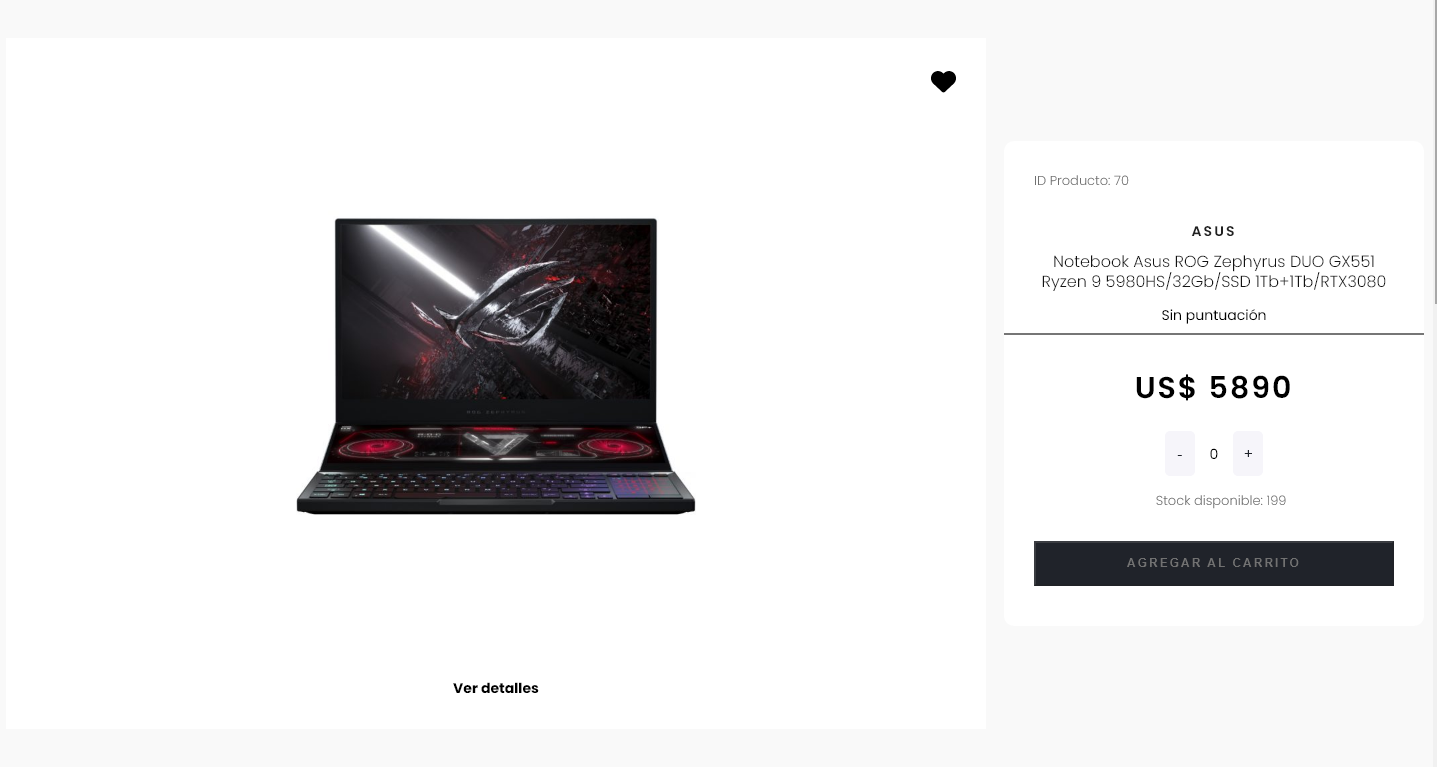 ID Producto: 70
ASUS
Notebook Asus ROG Zephyrus DUO GX551
Ryzen 9 5980HS/32Gb/SSD 1Tb+1Tb/RTX3080
Sin puntuación
US$ 5890
- 0 +
Stock disponible: 199
AGREGAR AL CARRITO
Ver detalles